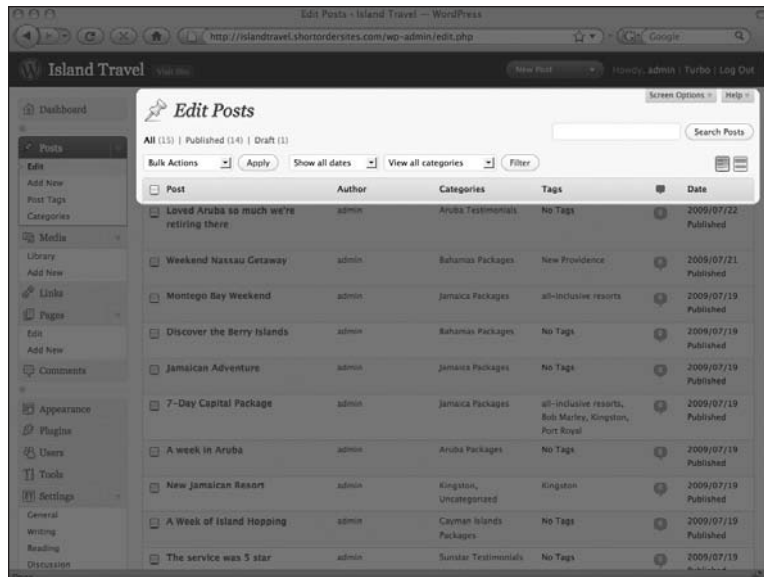 Edit Posts ‹ Island Travel — WordPress
http://islandtravel.shortordersites.com/wp-admin/edit.php
Google
Island Travel Visit Site
New Post
Howdy, admin | Turbo | Log Out
Screen Options Help
Dashboard
Edit Posts
All (15) | Published (14) | Draft (1)
Search Posts
Posts
Bulk Actions Apply Show all dates View all categories Filter
Edit
Add New
Post Tags
Categories
Post Author Categories Tags Date
Loved Aruba so much we're retiring there admin Aruba Testimonials No Tags 2009/07/22 Published
Media
Library
Add New
Weekend Nassau Getaway admin Bahamas Packages New Providence 2009/07/21 Published
Links
Montego Bay Weekend admin Jamaica Packages all-inclusive resorts 2009/07/19 Published
Pages
Edit
Add New
Discover the Berry Islands admin Bahamas Packages No Tags 2009/07/19 Published
Comments
Jamaican Adventure admin Jamaica Packages No Tags 2009/07/19 Published
Appearance
Plugins
7-Day Capital Package admin Jamaica Packages all-inclusive resorts, Bob Marley, Kingston, Port Royal 2009/07/19 Published
Users
A week in Aruba admin Aruba Packages No Tags 2009/07/19 Published
Tools
Settings
New Jamaican Resort admin Kingston, Uncategorized Kingston 2009/07/19 Published
General
Writing
A Week of Island Hopping admin Cayman Islands Packages No Tags 2009/07/19 Published
Reading
Discussion
The service was 5 star admin Sunstar Testimonials No Tags 2009/07/19